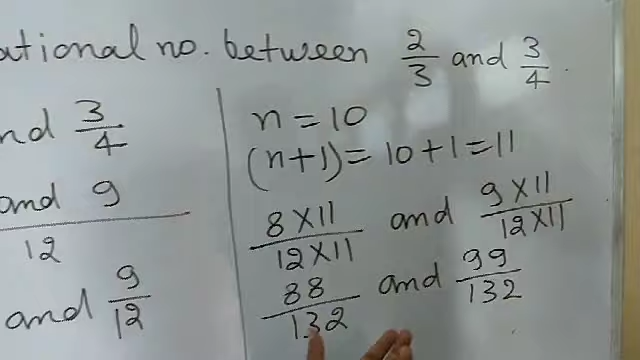 ational no. between 2/3 and 3/4.
nd 3/4
and 9
12
and 9/12
n = 10
(n+1) = 10+1 = 11
8×11/12×11 and 9×11/12×11
88/132 and 99/132